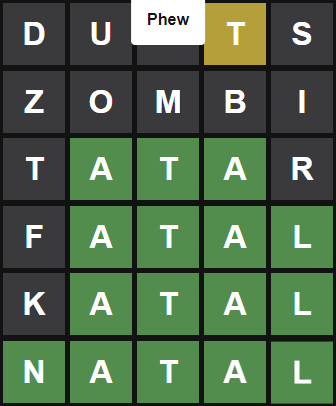 Phew
D U T S
Z O M B I
T A T A R
F A T A L
K A T A L
N A T A L